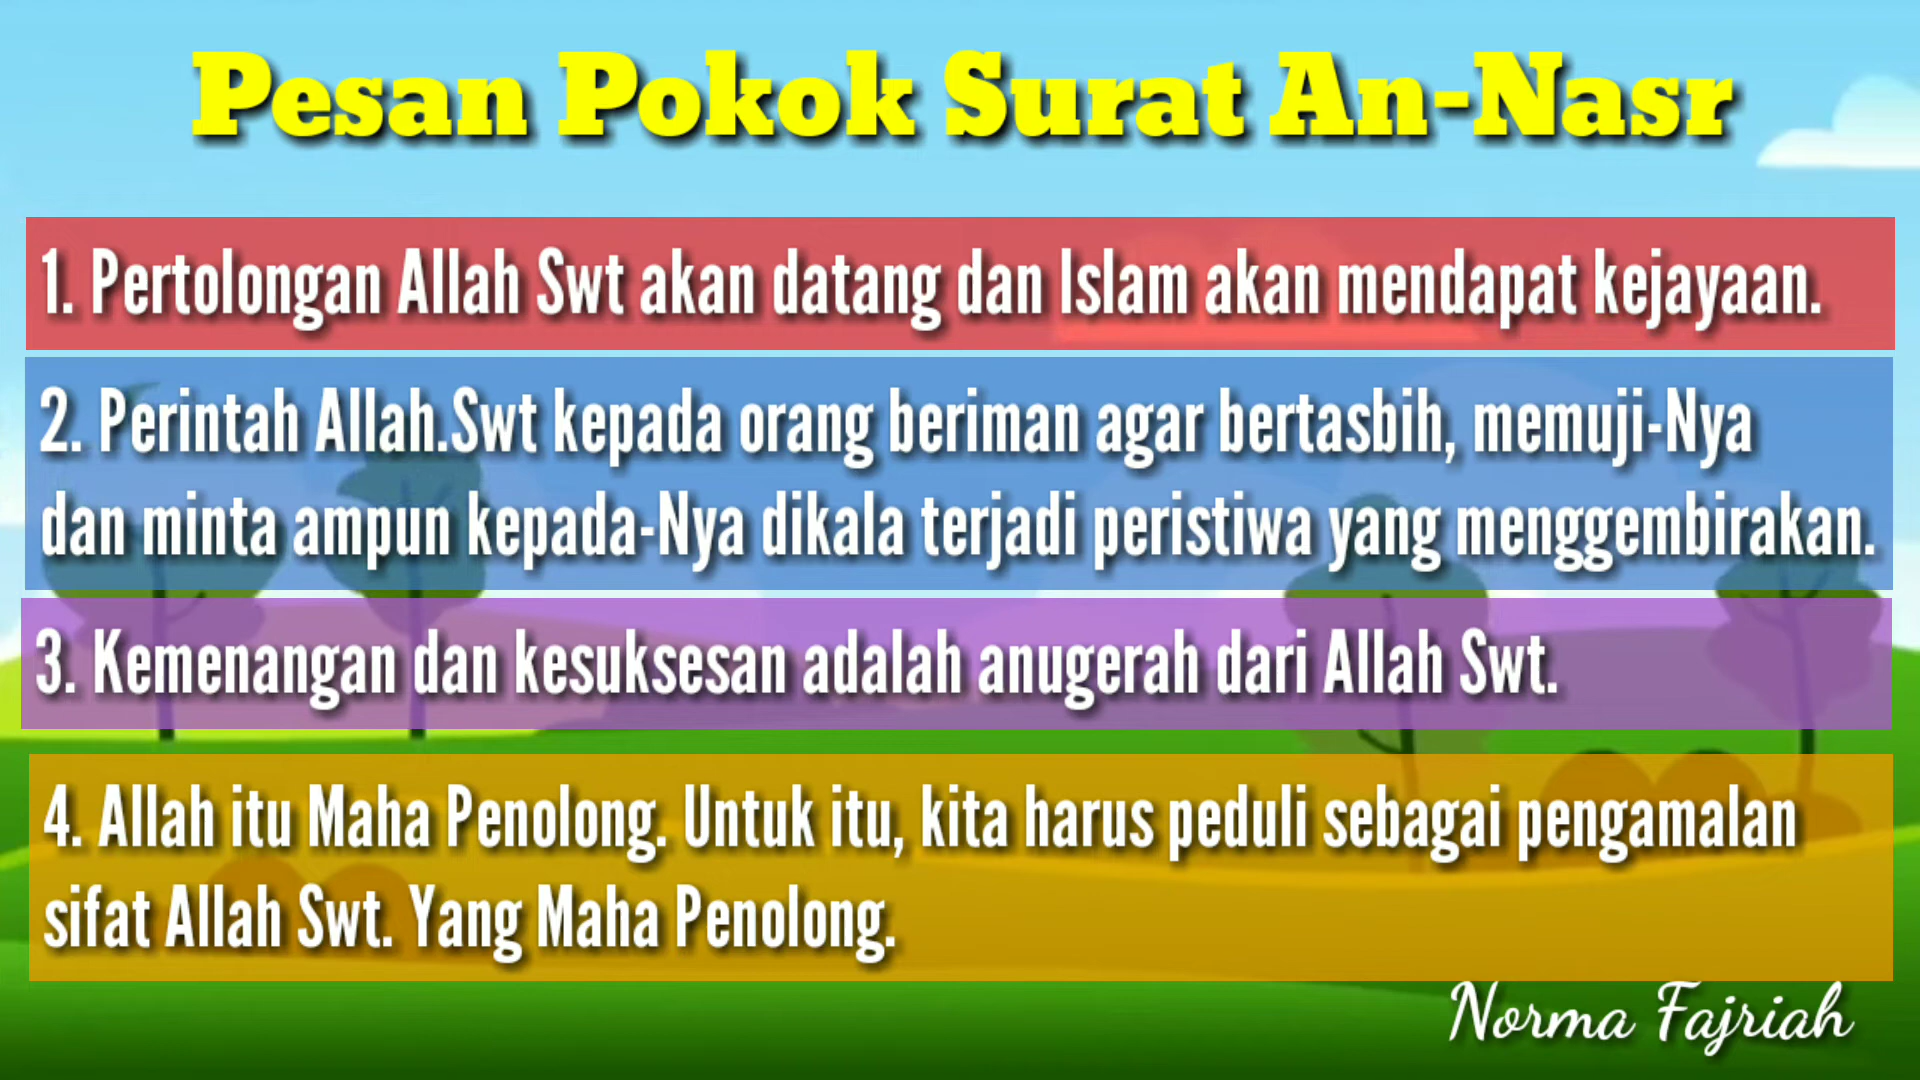 Pesan Pokok Surat An-Nasr
1. Pertolongan Allah Swt akan datang dan Islam akan mendapat kejayaan.
2. Perintah Allah.Swt kepada orang beriman agar bertasbih, memuji-Nya
dan minta ampun kepada-Nya dikala terjadi peristiwa yang menggembirakan.
3. Kemenangan dan kesuksesan adalah anugerah dari Allah Swt.
4. Allah itu Maha Penolong. Untuk itu, kita harus peduli sebagai pengamalan
sifat Allah Swt. Yang Maha Penolong.
Norma Fajriah